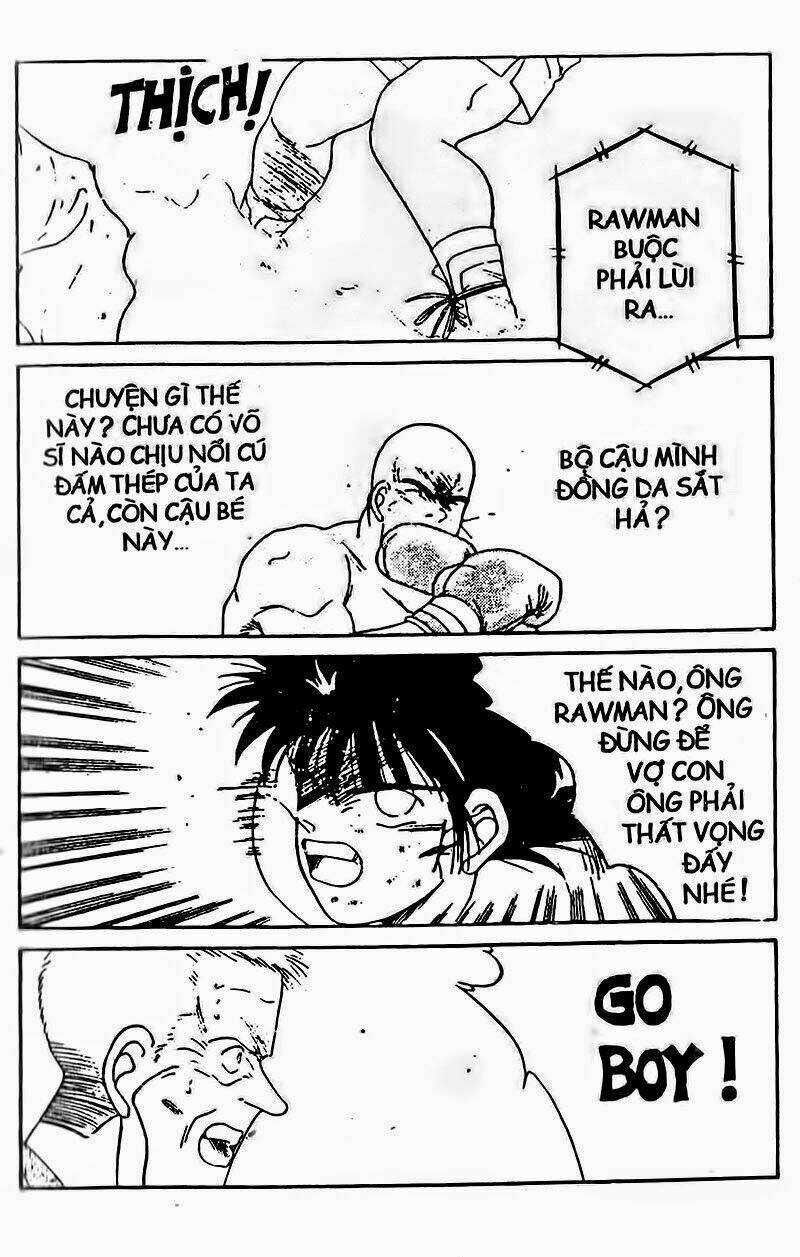 THỊCH!
RAWMAN
BUỘC
PHẢI LÙI
RA...
CHUYỆN GÌ THẾ
NÀY? CHƯA CÓ VÕ
SĨ NÀO CHỊU NỔI CÚ
ĐẤM THÉP CỦA TA
CẢ, CÒN CẬU BÉ
NÀY...
BỘ CẬU MÌNH
ĐỒNG DA SẮT
HẢ?
THẾ NÀO, ÔNG
RAWMAN? ÔNG
ĐỪNG ĐỂ
VỢ CON
ÔNG PHẢI
THẤT VỌNG
ĐẤY
NHÉ!
GO
BOY!